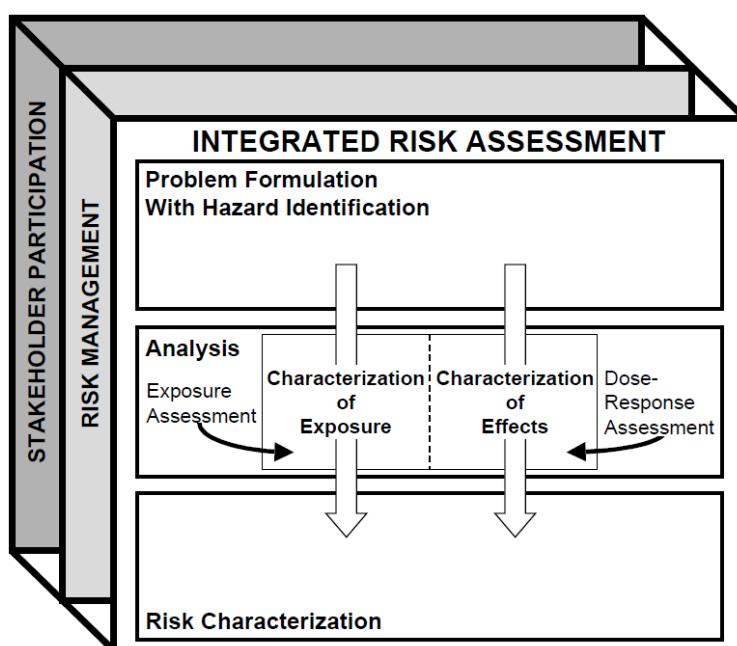 STAKEHOLDER PARTICIPATION
RISK MANAGEMENT
INTEGRATED RISK ASSESSMENT
Problem Formulation
With Hazard Identification
Analysis
Exposure
Assessment
Characterization
of
Exposure
Characterization
of
Effects
Dose-
Response
Assessment
Risk Characterization